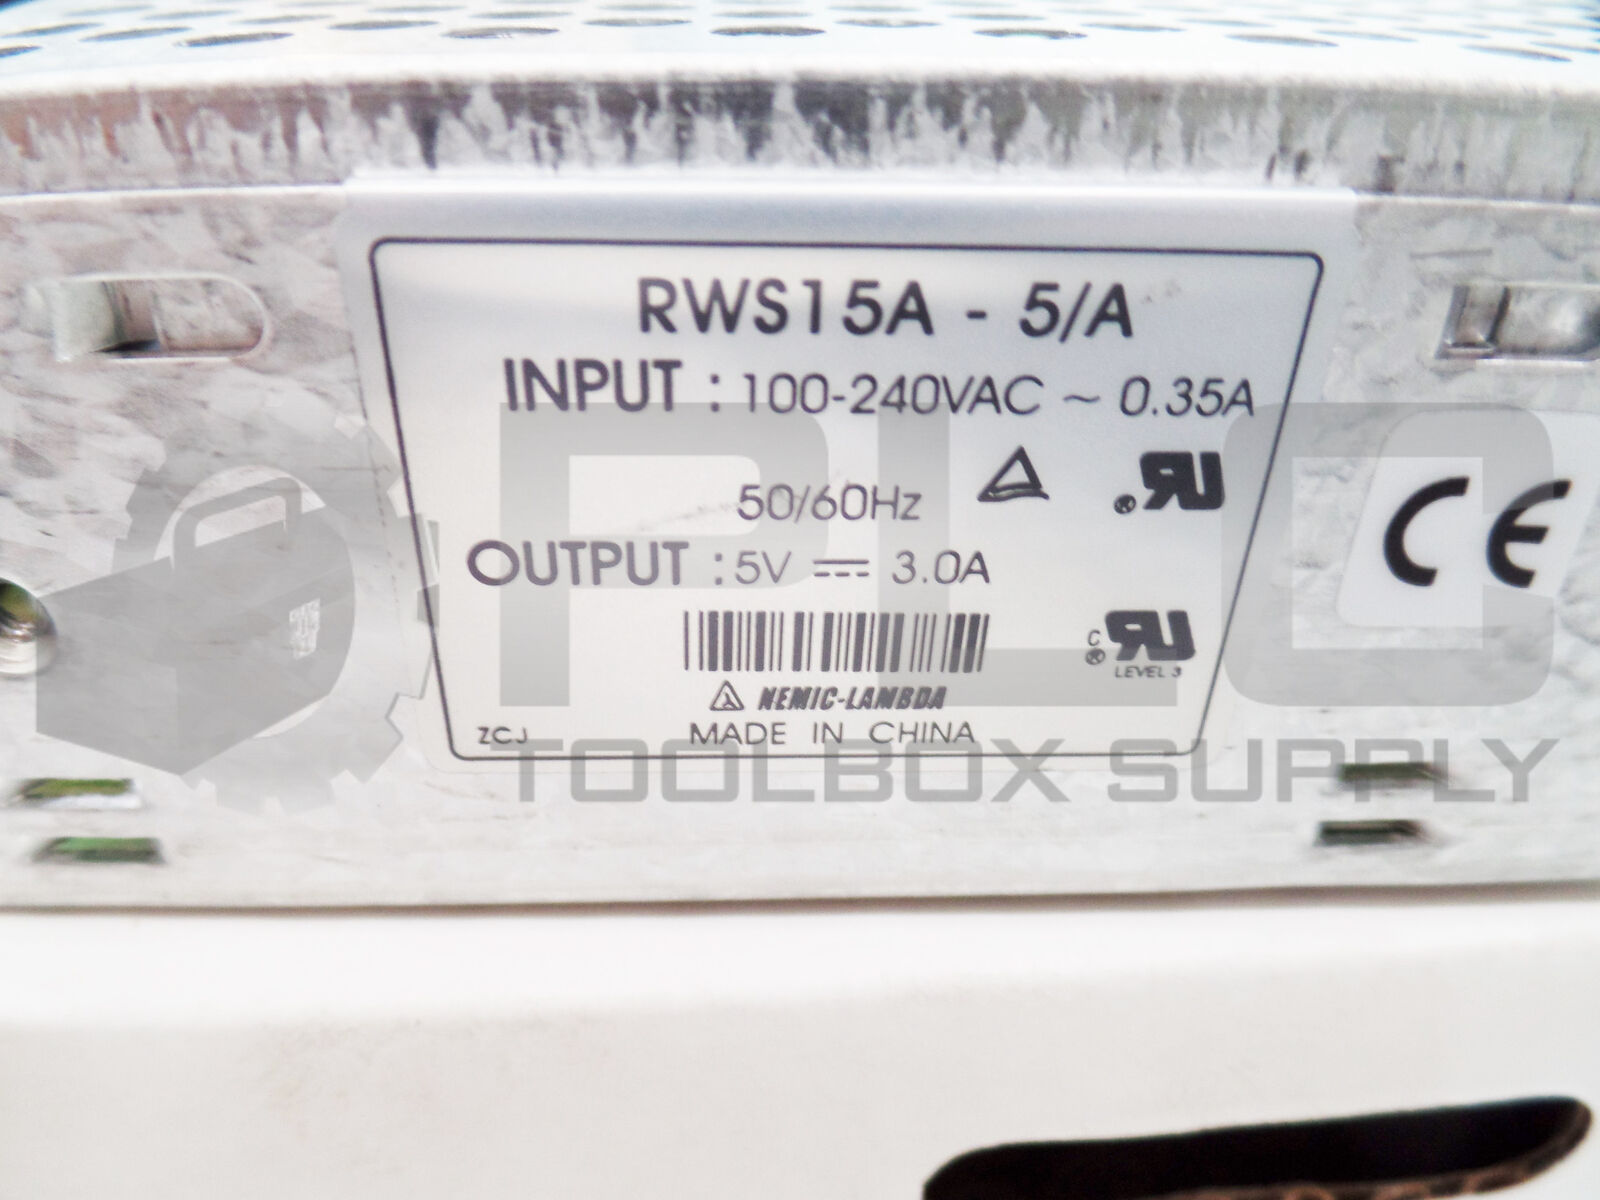 RWS15A - 5/A
INPUT : 100-240VAC ~ 0.35A
50/60Hz
OUTPUT : 5V ⎓ 3.0A
C
LEVEL 3
NEMIC-LAMBDA
ZCJ MADE IN CHINA
CE
PLC
TOOLBOX SUPPLY